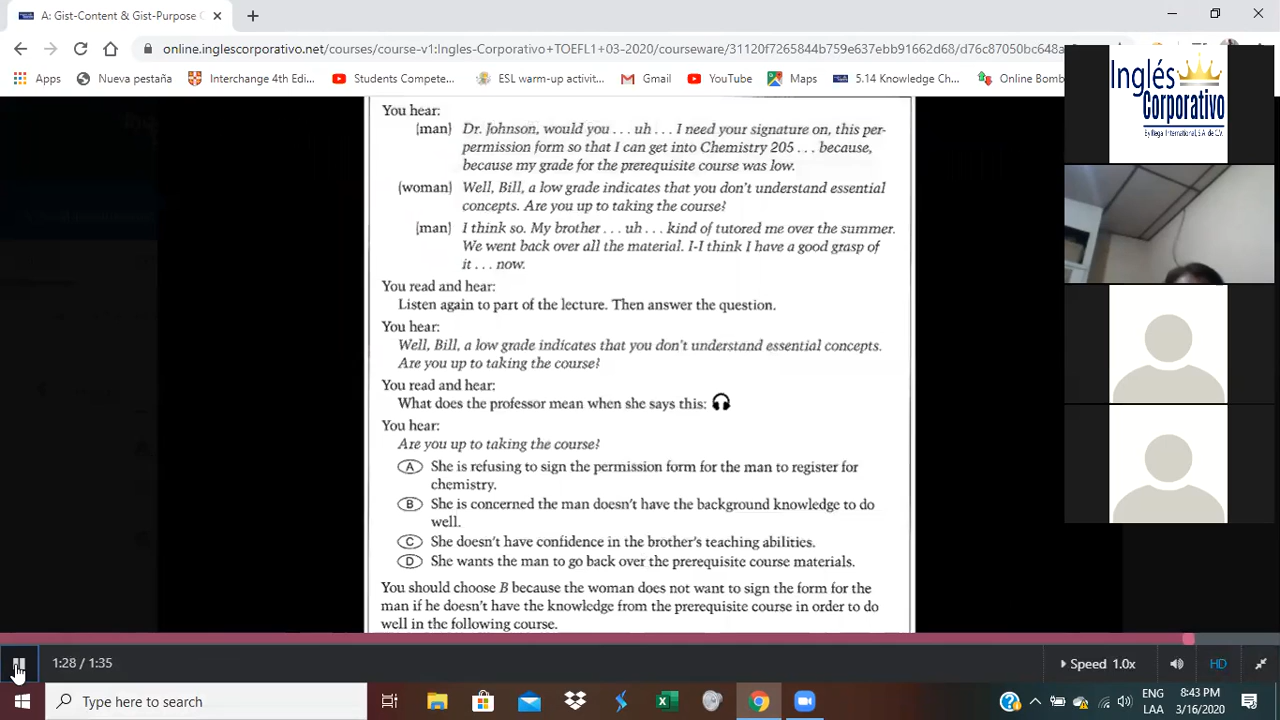 A: Gist-Content & Gist-Purpose
online.inglescorporativo.net/courses/course-v1:Ingles-Corporativo+TOEFL1+03-2020/courseware/31120f7265844b759e637ebb91662d68/d76c87050bc648a
Apps Nueva pestaña Interchange 4th Edi... Students Compete... ESL warm-up activit... Gmail YouTube Maps 5.14 Knowledge Ch... Online Bomb
Inglés
Corporativo
You hear:
(man) Dr. Johnson, would you . . . uh . . . I need your signature on, this per-
permission form so that I can get into Chemistry 205 . . . because,
because my grade for the prerequisite course was low.
(woman) Well, Bill, a low grade indicates that you don't understand essential
concepts. Are you up to taking the course?
(man) I think so. My brother . . . uh . . . kind of tutored me over the summer.
We went back over all the material. I-I think I have a good grasp of
it . . . now.
You read and hear:
Listen again to part of the lecture. Then answer the question.
You hear:
Well, Bill, a low grade indicates that you don't understand essential concepts.
Are you up to taking the course?
You read and hear:
What does the professor mean when she says this:
You hear:
Are you up to taking the course?
A She is refusing to sign the permission form for the man to register for
chemistry.
B She is concerned the man doesn't have the background knowledge to do
well.
C She doesn't have confidence in the brother's teaching abilities.
D She wants the man to go back over the prerequisite course materials.
You should choose B because the woman does not want to sign the form for the
man if he doesn't have the knowledge from the prerequisite course in order to do
well in the following course.
1:28 / 1:35 Speed 1.0x HD
Type here to search
ENG
LAA
8:43 PM
3/16/2020